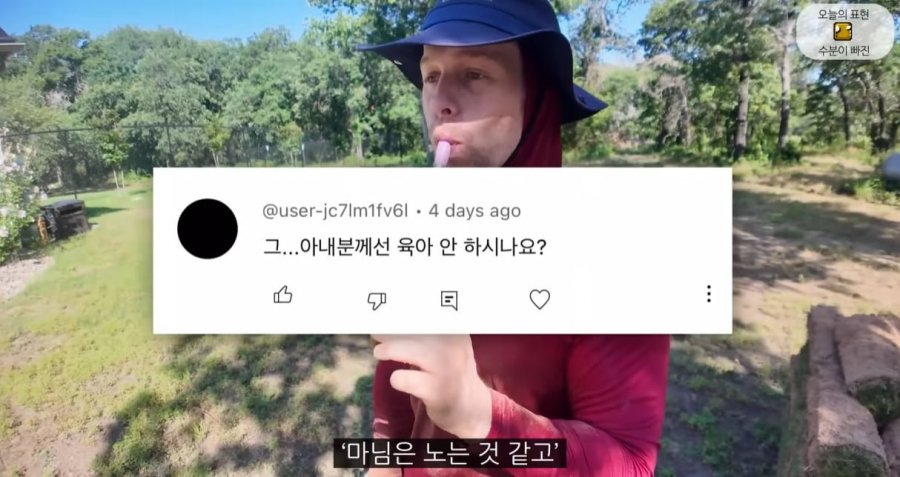 오늘의 표현
수분이 빠진
@user-jc7lm1fv6l • 4 days ago
그...아내분께선 육아 안 하시나요?
‘마님은 노는 것 같고’